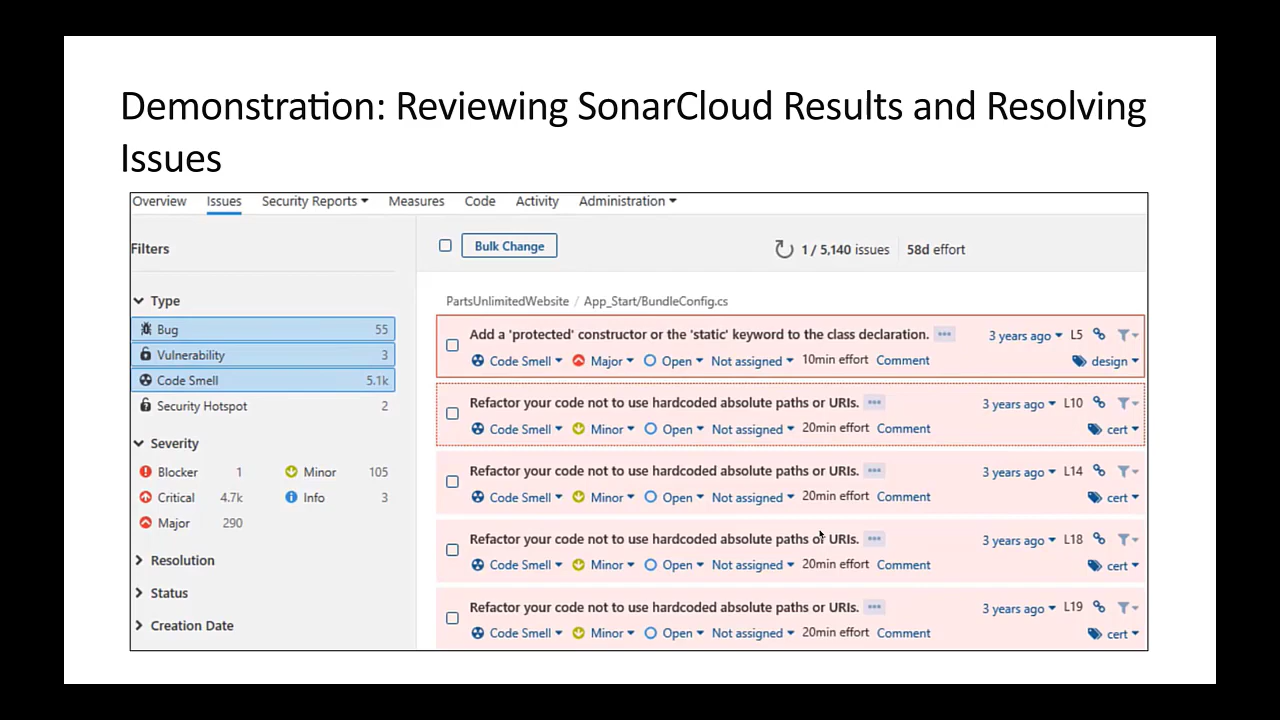 Demonstration: Reviewing SonarCloud Results and Resolving
Issues
Overview Issues Security Reports Measures Code Activity Administration
Filters
Bulk Change 1 / 5,140 issues 58d effort
Type
Bug 55
Vulnerability 3
Code Smell 5.1k
Security Hotspot 2
Severity
Blocker 1 Minor 105
Critical 4.7k Info 3
Major 290
Resolution
Status
Creation Date
PartsUnlimitedWebsite / App_Start/BundleConfig.cs
Add a 'protected' constructor or the 'static' keyword to the class declaration. ••• 3 years ago L5
Code Smell Major Open Not assigned 10min effort Comment design
Refactor your code not to use hardcoded absolute paths or URIs. ••• 3 years ago L10
Code Smell Minor Open Not assigned 20min effort Comment cert
Refactor your code not to use hardcoded absolute paths or URIs. ••• 3 years ago L14
Code Smell Minor Open Not assigned 20min effort Comment cert
Refactor your code not to use hardcoded absolute paths or URIs. ••• 3 years ago L18
Code Smell Minor Open Not assigned 20min effort Comment cert
Refactor your code not to use hardcoded absolute paths or URIs. ••• 3 years ago L19
Code Smell Minor Open Not assigned 20min effort Comment cert